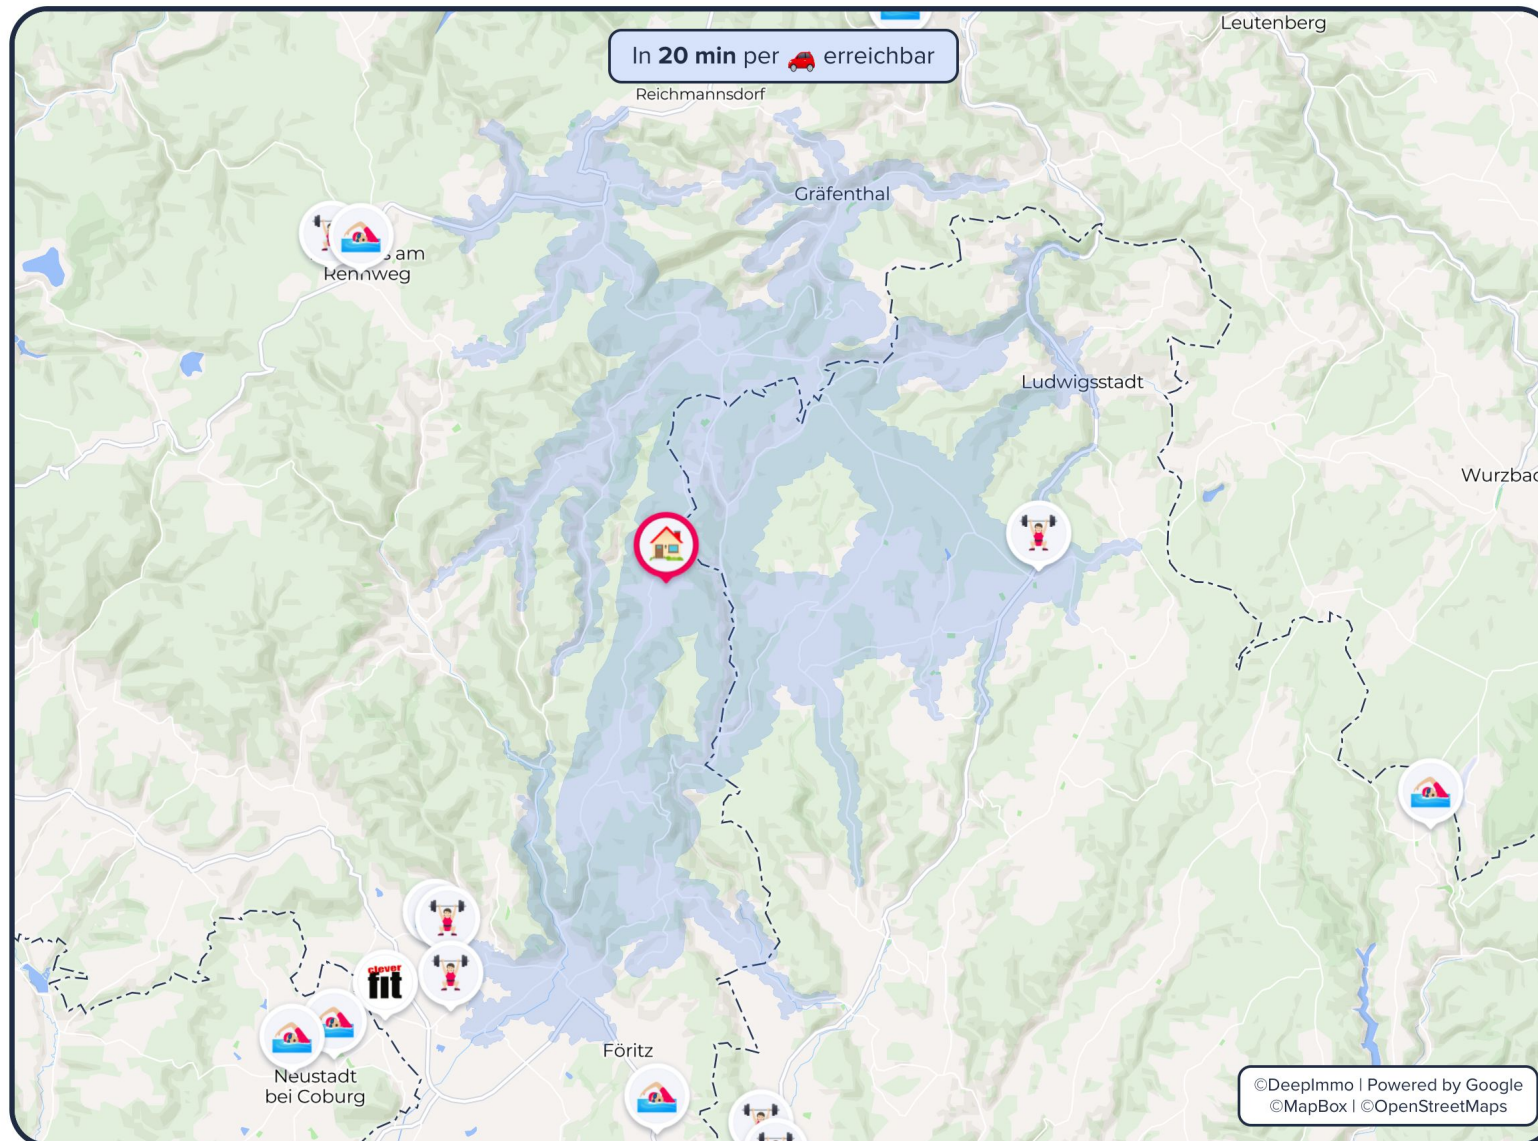 Leutenberg
In 20 min per erreichbar
Reichmannsdorf
Gräfenthal
am
Rennweg
Ludwigsstadt
Wurzbac
clever
fit
Föritz
Neustadt
bei Coburg
©DeepImmo | Powered by Google
©MapBox | ©OpenStreetMaps